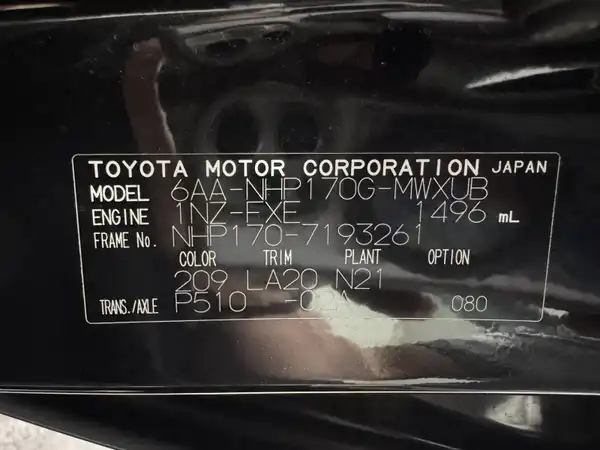 TOYOTA MOTOR CORPORATION JAPAN
MODEL 6AA-NHP170G-MWXUB
ENGINE 1NZ-FXE 1496 mL
FRAME No. NHP170-7193261
COLOR TRIM PLANT OPTION
209 LA20 N21
TRANS./AXLE P510 -02A 080